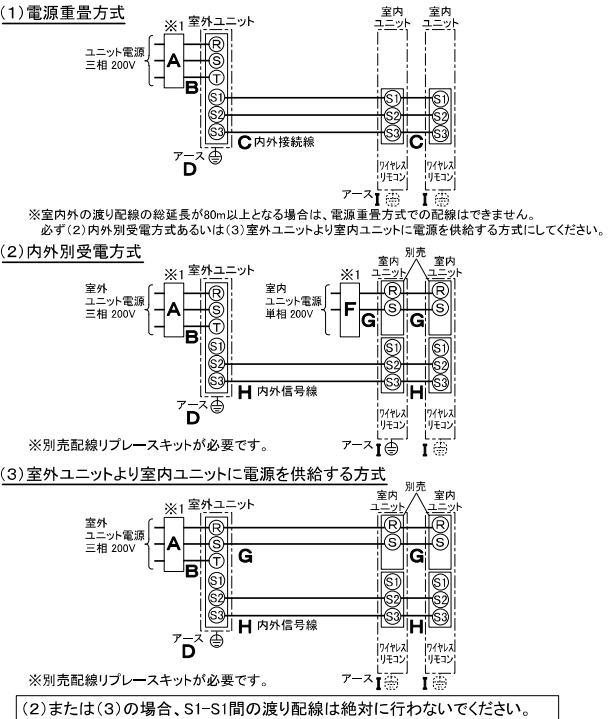 (1)電源重畳方式
※1 室外ユニット
室内
ユニット
室内
ユニット
ユニット電源
三相 200V
A
B
R
S
T
S1
S2
S3
S1
S2
S3
S1
S2
S3
C 内外接続線
C
アース
D
ワイヤレス
リモコン
ワイヤレス
リモコン
アース I
I
※室内外の渡り配線の総延長が80m以上となる場合は、電源重畳方式での配線はできません。
必ず(2)内外別受電方式あるいは(3)室外ユニットより室内ユニットに電源を供給する方式にしてください。
(2)内外別受電方式
※1 室外ユニット
※1
別売
室内
ユニット
室内
ユニット
室外
ユニット電源
三相 200V
A
B
R
S
T
S1
S2
S3
室内
ユニット電源
単相 200V
F
G
G
R
S
S1
S2
S3
R
S
S1
S2
S3
H 内外信号線
H
アース
D
ワイヤレス
リモコン
ワイヤレス
リモコン
※別売配線リプレースキットが必要です。
アース I
I
(3)室外ユニットより室内ユニットに電源を供給する方式
※1 室外ユニット
別売
室内
ユニット
室内
ユニット
室外
ユニット電源
三相 200V
A
B
R
S
T
S1
S2
S3
G
G
R
S
S1
S2
S3
R
S
S1
S2
S3
H 内外信号線
H
アース
D
ワイヤレス
リモコン
ワイヤレス
リモコン
※別売配線リプレースキットが必要です。
アース I
I
(2)または(3)の場合、S1-S1間の渡り配線は絶対に行わないでください。